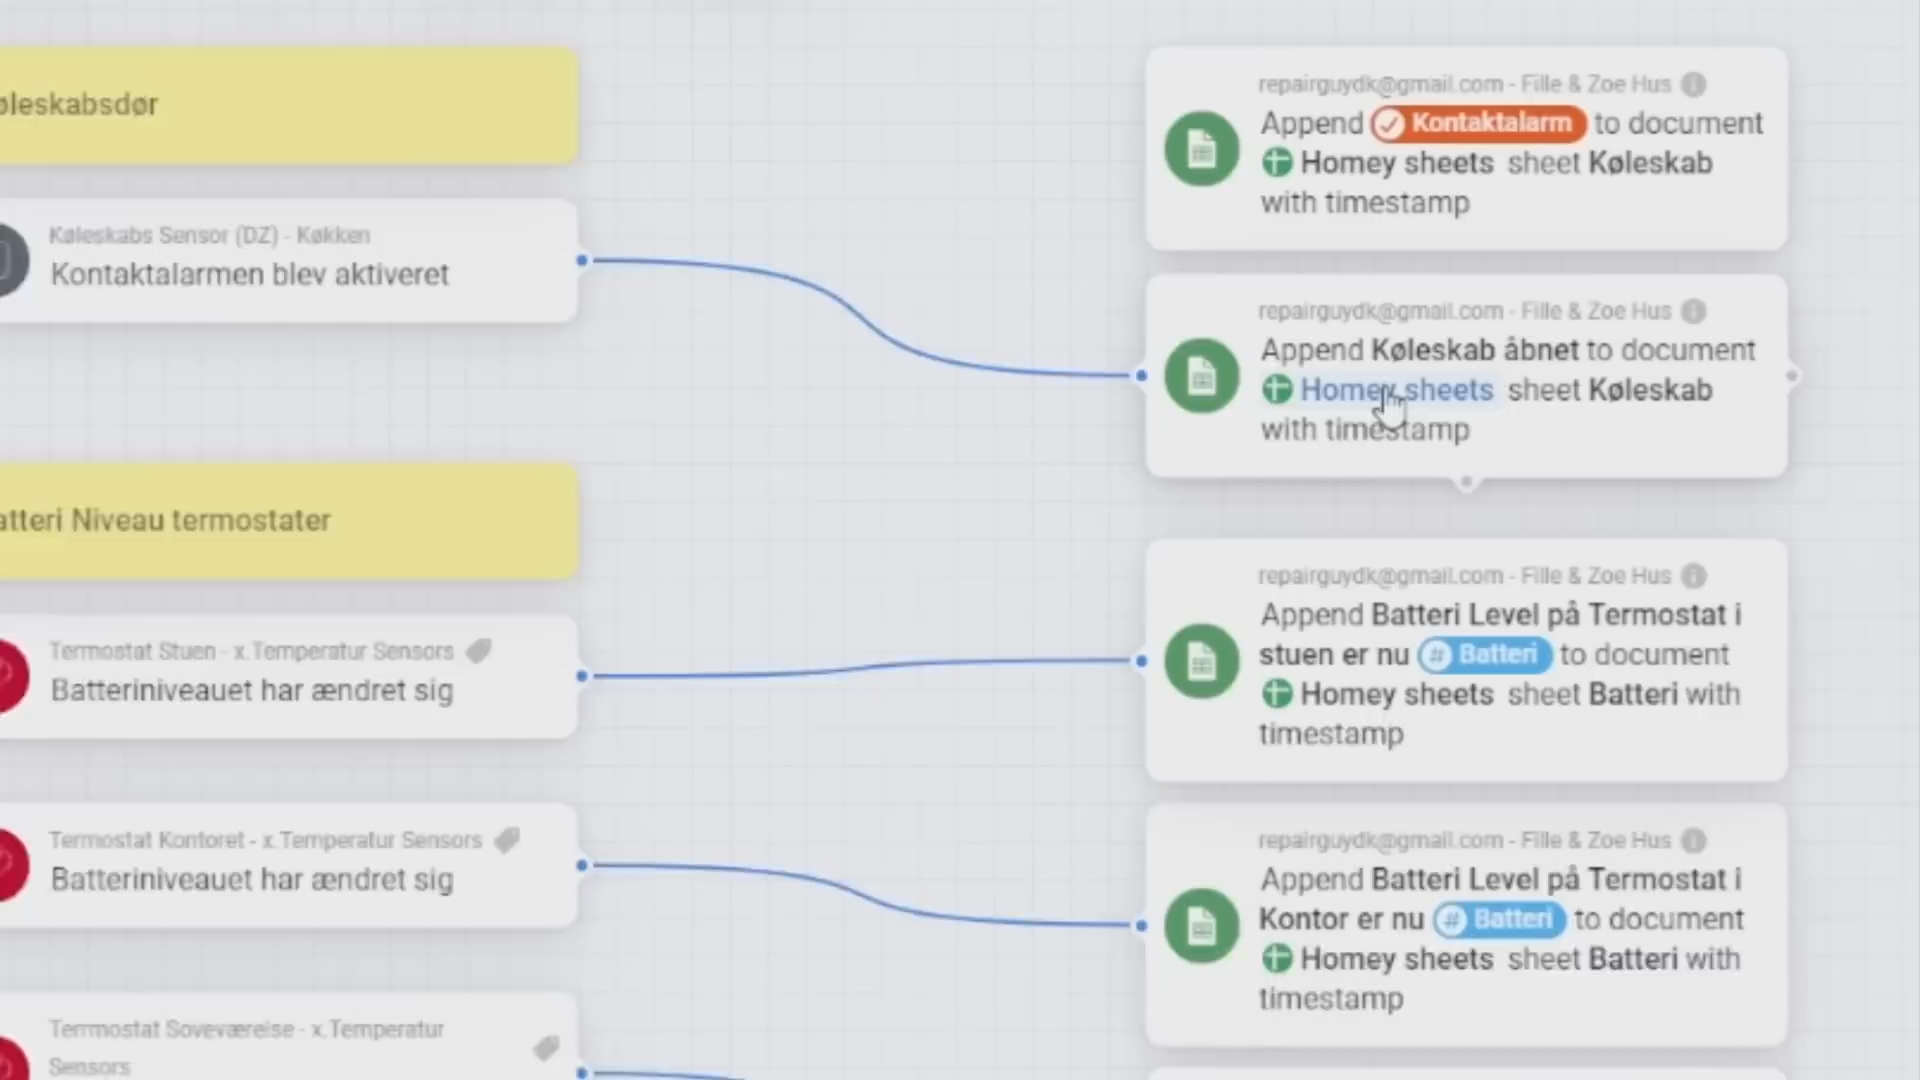 øleskabsdør
Køleskabs Sensor (DZ) - Køkken
Kontaktalarmen blev aktiveret
atteri Niveau termostater
Termostat Stuen - x.Temperatur Sensors
Batteriniveauet har ændret sig
Termostat Kontoret - x.Temperatur Sensors
Batteriniveauet har ændret sig
Termostat Soveværelse - x.Temperatur
Sensors
repairguydk@gmail.com - Fille & Zoe Hus
Append Kontaktalarm to document
Homey sheets sheet Køleskab
with timestamp
repairguydk@gmail.com - Fille & Zoe Hus
Append Køleskab åbnet to document
Homey sheets sheet Køleskab
with timestamp
repairguydk@gmail.com - Fille & Zoe Hus
Append Batteri Level på Termostat i
stuen er nu # Batteri to document
Homey sheets sheet Batteri with
timestamp
repairguydk@gmail.com - Fille & Zoe Hus
Append Batteri Level på Termostat i
Kontor er nu # Batteri to document
Homey sheets sheet Batteri with
timestamp